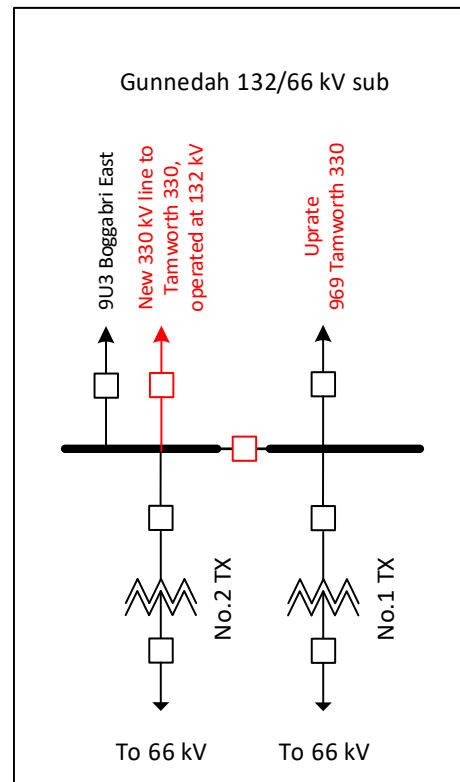 Gunnedah 132/66 kV sub
9U3 Boggabri East
New 330 kV line to
Tamworth 330,
operated at 132 kV
Uprate
969 Tamworth 330
No.2 TX
No.1 TX
To 66 kV
To 66 kV